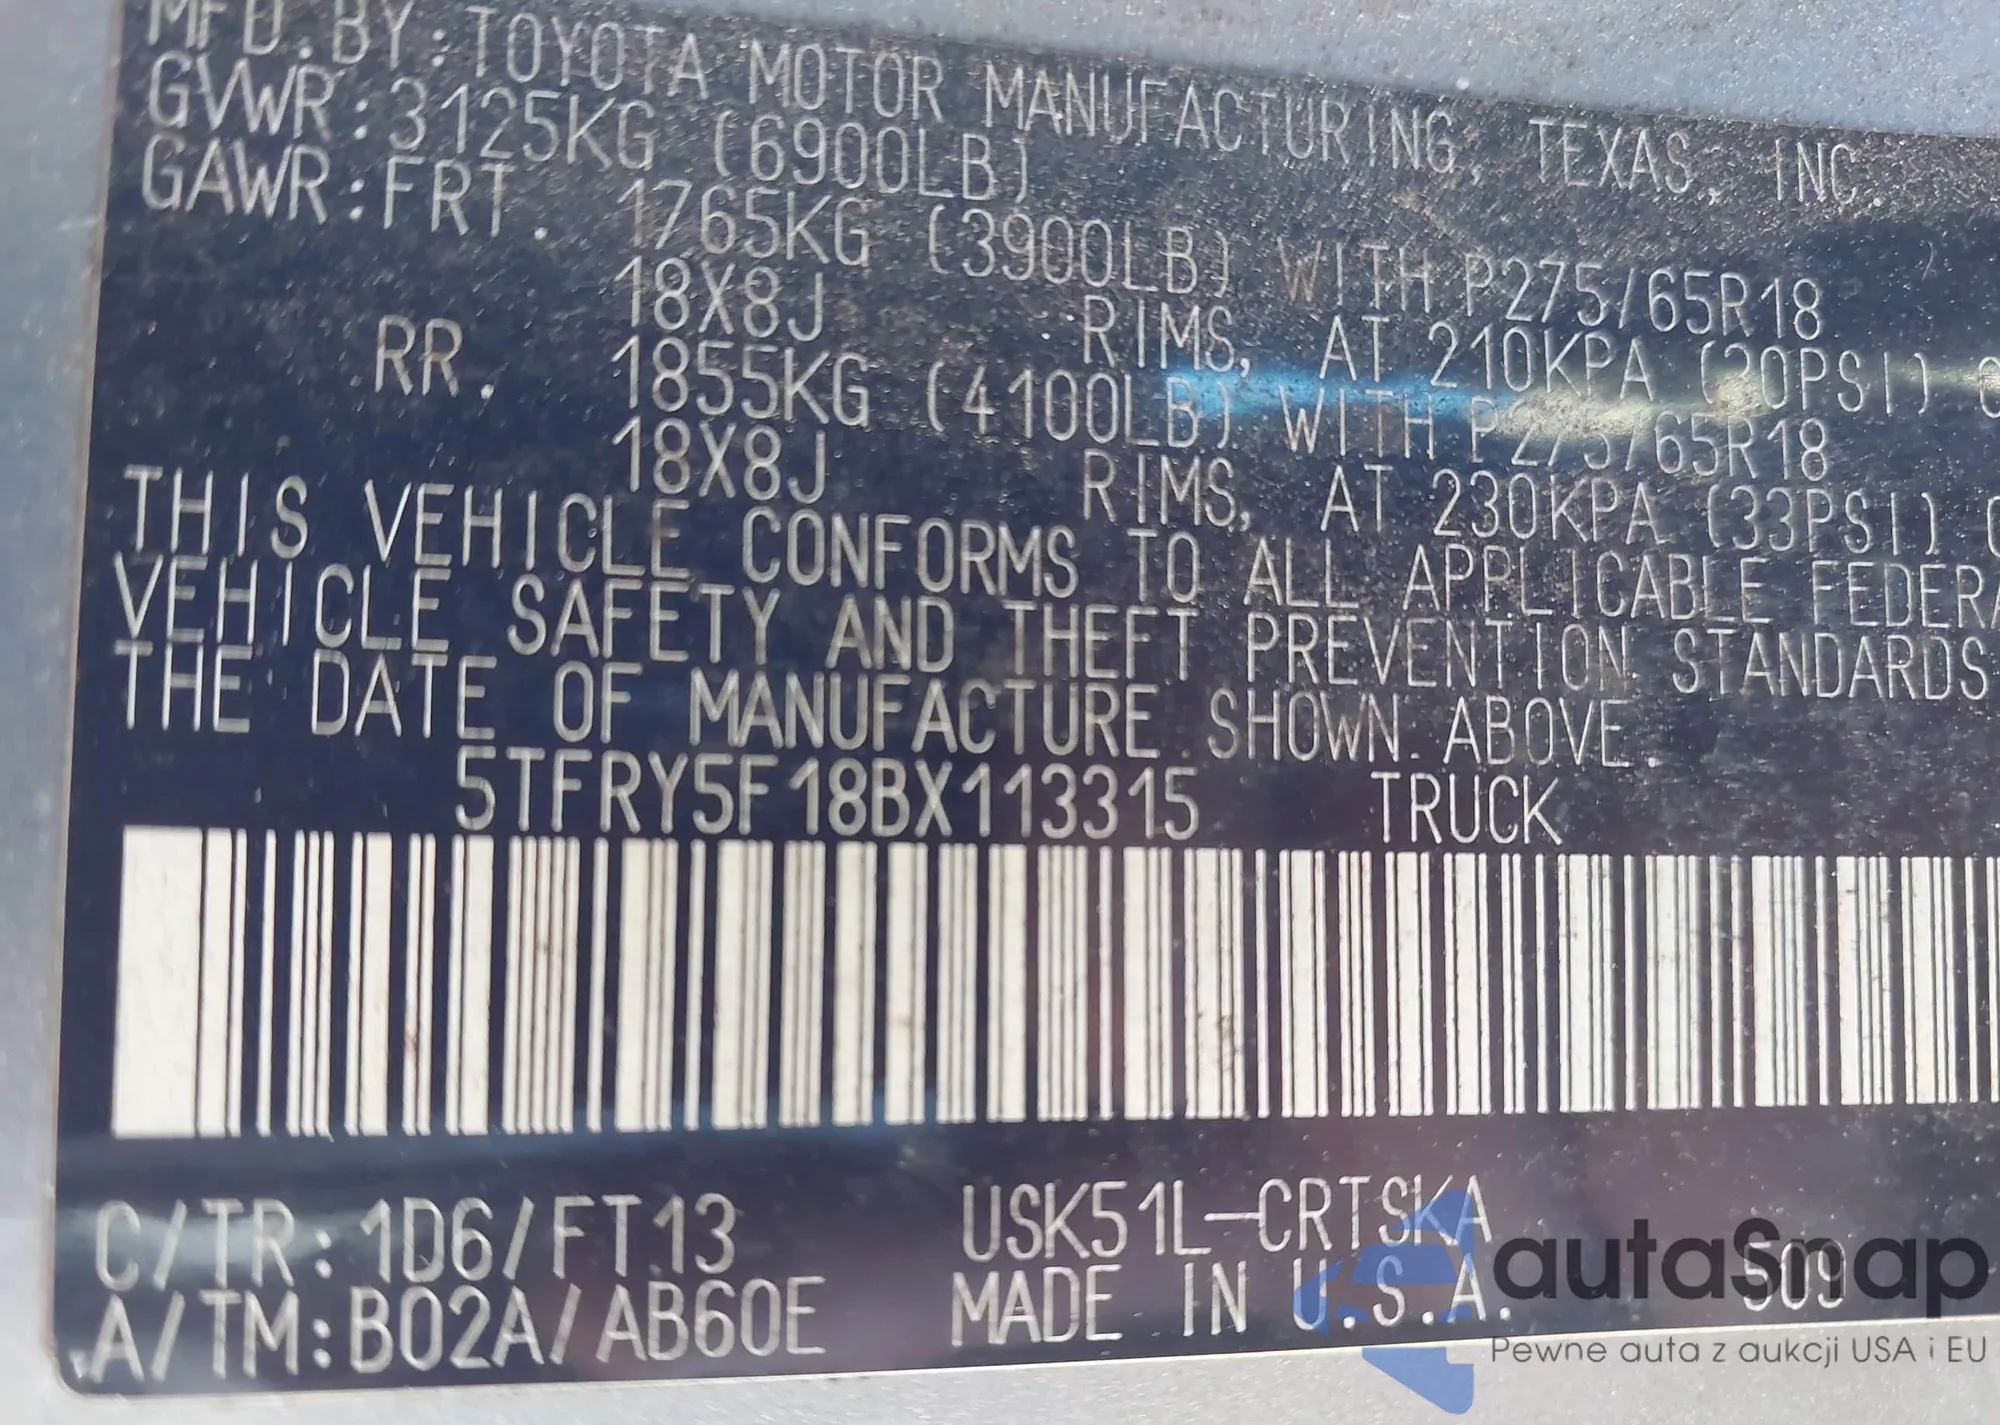 MFD.BY:TOYOTA MOTOR MANUFACTURING, TEXAS, INC
GVWR:3125KG (6900LB)
GAWR:FRT. 1765KG (3900LB) WITH P275/65R18
18X8J RIMS, AT 210KPA (30PSI)
RR. 1855KG (4100LB) WITH P275/65R18
18X8J RIMS, AT 230KPA (33PSI)
THIS VEHICLE CONFORMS TO ALL APPLICABLE FEDERA
VEHICLE SAFETY AND THEFT PREVENTION STANDARDS
THE DATE OF MANUFACTURE SHOWN ABOVE.
5TFRY5F18BX113315 TRUCK
C/TR:1D6/FT13 USK51L-CRTSKA
A/TM:B02A/AB60E MADE IN U.S.A. 509
autaSnap
Pewne auta z aukcji USA i EU